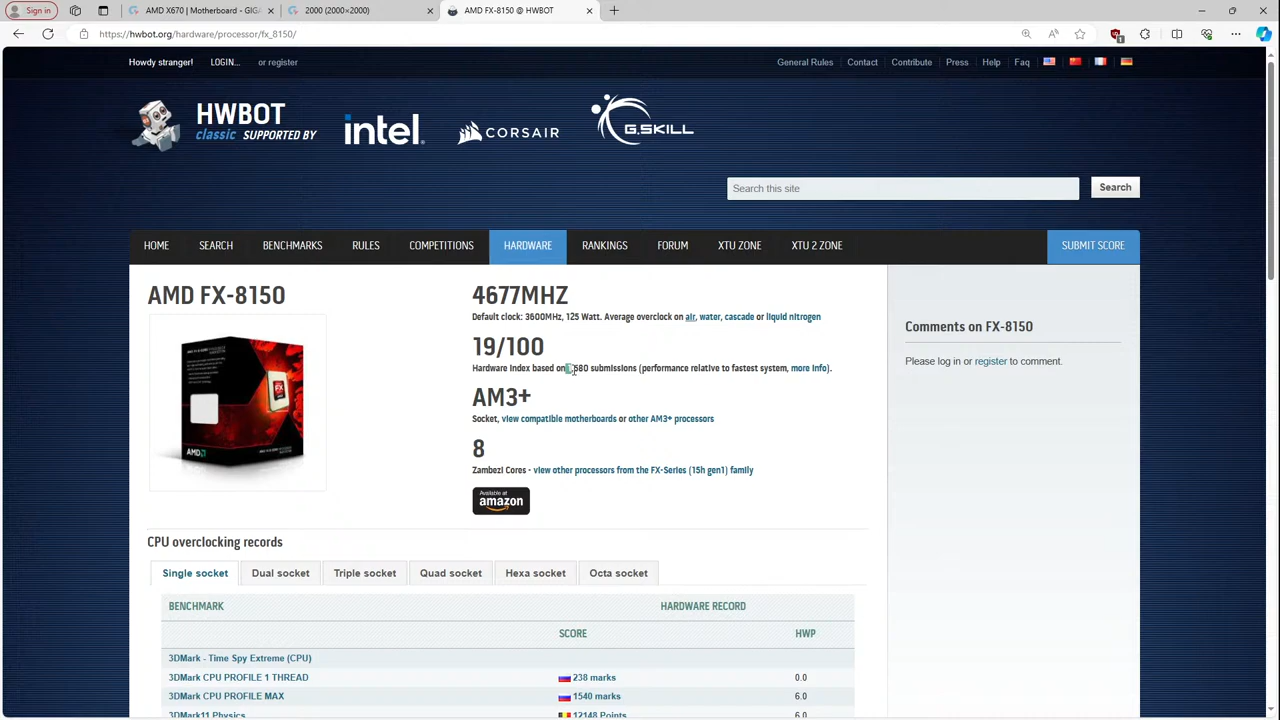 Sign in
AMD X670 | Motherboard - GIGA
2000 (2000×2000)
AMD FX-8150 @ HWBOT
https://hwbot.org/hardware/processor/fx_8150/
Howdy stranger! LOGIN... or register
General Rules Contact Contribute Press Help Faq
HWBOT
classic SUPPORTED BY
intel.
CORSAIR
G.SKILL
Search this site
Search
HOME SEARCH BENCHMARKS RULES COMPETITIONS HARDWARE RANKINGS FORUM XTU ZONE XTU 2 ZONE SUBMIT SCORE
AMD FX-8150
4677MHZ
Default clock: 3600MHz, 125 Watt. Average overclock on air, water, cascade or liquid nitrogen
19/100
Hardware index based on 680 submissions (performance relative to fastest system, more info).
AM3+
Socket, view compatible motherboards or other AM3+ processors
8
Zambezi Cores - view other processors from the FX-Series (15h gen1) family
Available at
amazon
AMD
Comments on FX-8150
Please log in or register to comment.
CPU overclocking records
Single socket Dual socket Triple socket Quad socket Hexa socket Octa socket
BENCHMARK HARDWARE RECORD
SCORE HWP
3DMark - Time Spy Extreme (CPU)
3DMark CPU PROFILE 1 THREAD 238 marks 0.0
3DMark CPU PROFILE MAX 1540 marks 6.0
3DMark11 Physics 12148 Points 6.0